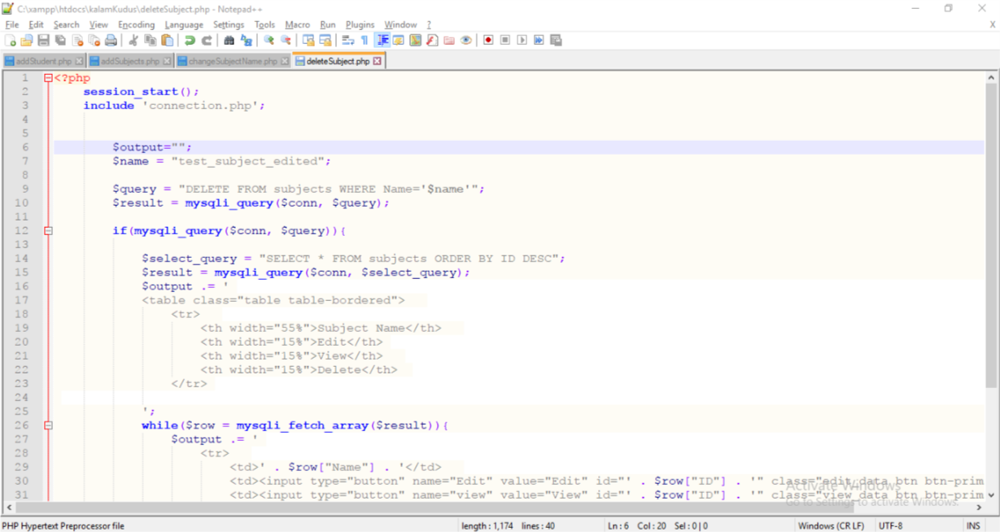 C:\xampp\htdocs\kalamKudus\deleteSubject.php - Notepad++
File Edit Search View Encoding Language Settings Tools Macro Run Plugins Window ?
X
addStudent.php addSubjects.php changeSubjectName.php deleteSubject.php
1 <?php
2 session_start();
3 include 'connection.php';
4
5
6 $output="";
7 $name = "test_subject_edited";
8
9 $query = "DELETE FROM subjects WHERE Name='$name'";
10 $result = mysqli_query($conn, $query);
11
12 if(mysqli_query($conn, $query)){
13
14 $select_query = "SELECT * FROM subjects ORDER BY ID DESC";
15 $result = mysqli_query($conn, $select_query);
16 $output .= '
17 <table class="table table-bordered">
18 <tr>
19 <th width="55%">Subject Name</th>
20 <th width="15%">Edit</th>
21 <th width="15%">View</th>
22 <th width="15%">Delete</th>
23 </tr>
24
25 ';
26 while($row = mysqli_fetch_array($result)){
27 $output .= '
28 <tr>
29 <td>' . $row["Name"] . '</td>
30 <td><input type="button" name="Edit" value="Edit" id="' . $row["ID"] . '" class="edit_data btn btn-prim
31 <td><input type="button" name="view" value="View" id="' . $row["ID"] . '" class="view_data btn btn-prim
Activate Windows
Go to Settings to activate Windows.
PHP Hypertext Preprocessor file length : 1,174 lines : 40 Ln : 6 Col : 20 Sel : 0 | 0 Windows (CR LF) UTF-8 INS